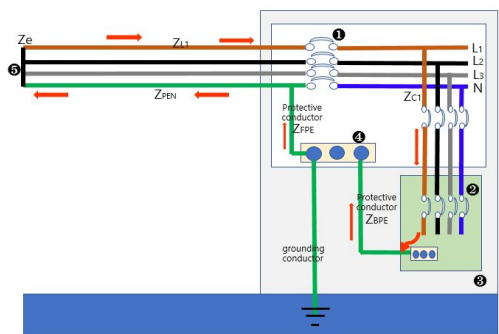 Ze
❶
ZL1
L1
L2
❺
L3
N
ZPEN
ZC1
Protective
conductor
ZFPE
❹
Protective
conductor
ZBPE
❷
grounding
conductor
❸